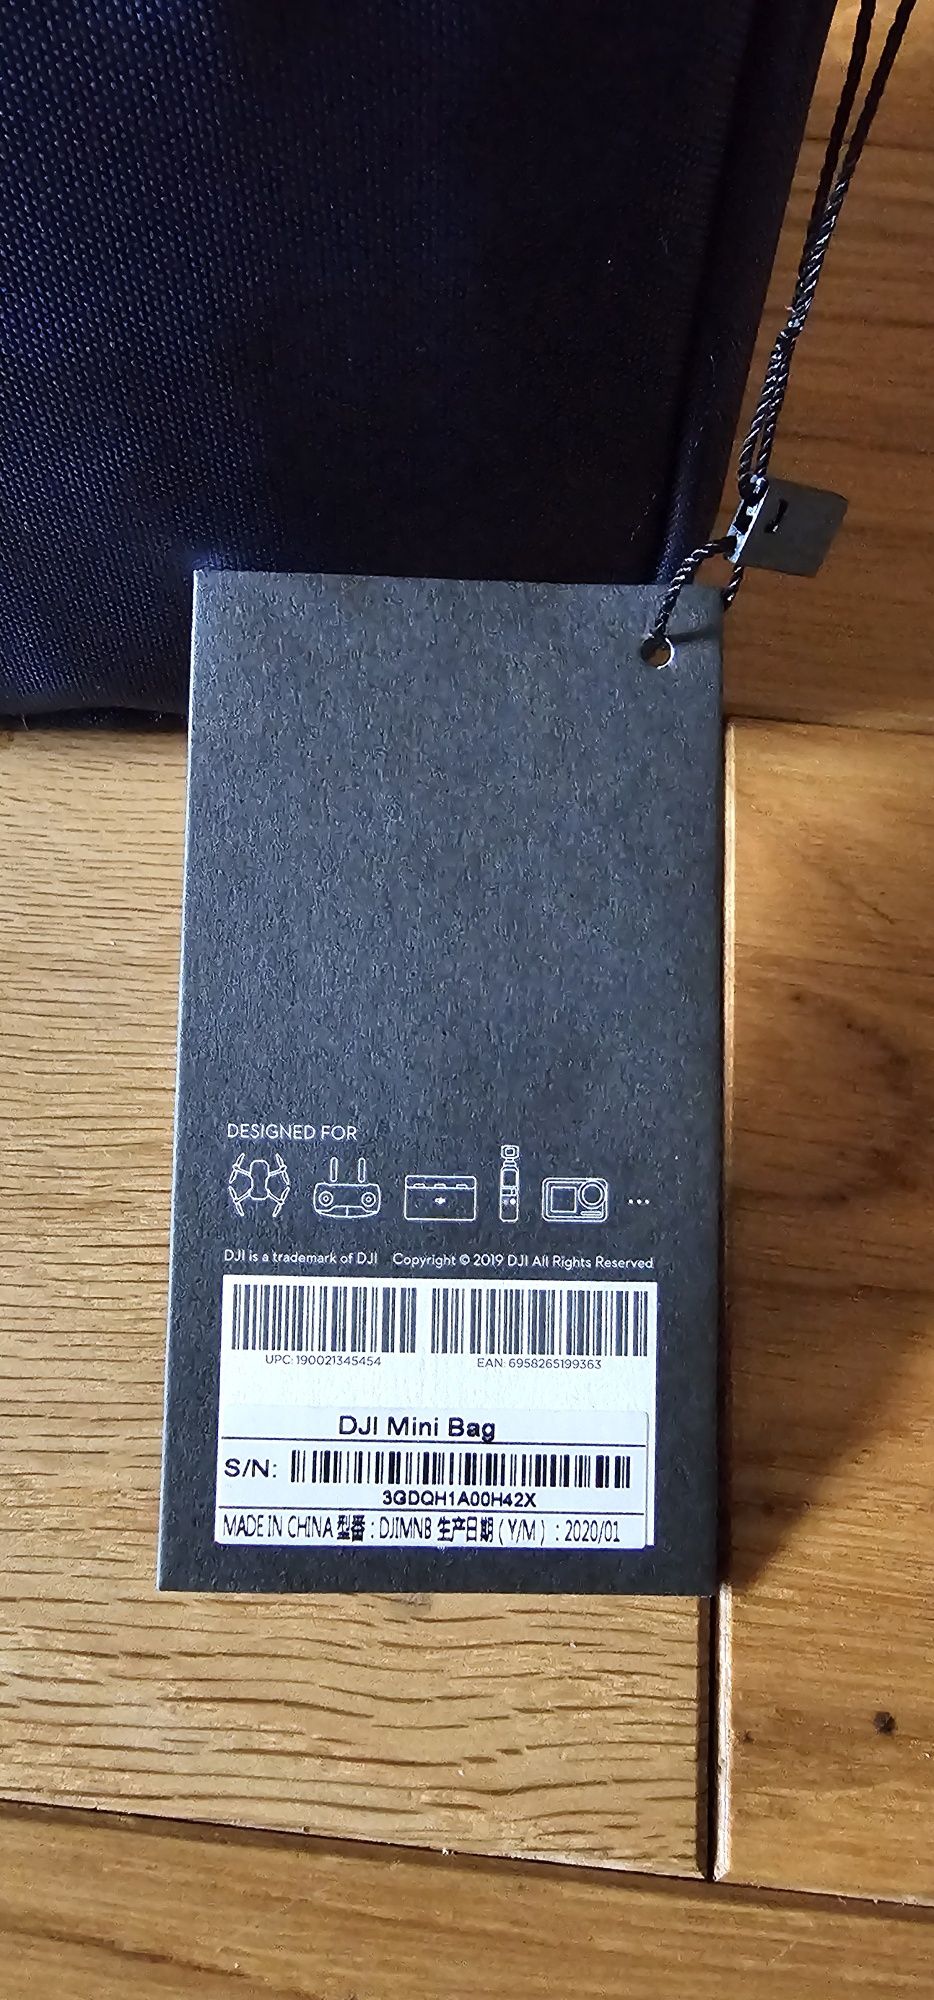 DESIGNED FOR
dji
...
DJI is a trademark of DJI Copyright © 2019 DJI All Rights Reserved
UPC: 190021345454 EAN: 6958265199363
DJI Mini Bag
S/N:
3GDQH1A00H42X
MADE IN CHINA 型番 : DJIMNB 生产日期 ( Y/M ) : 2020/01